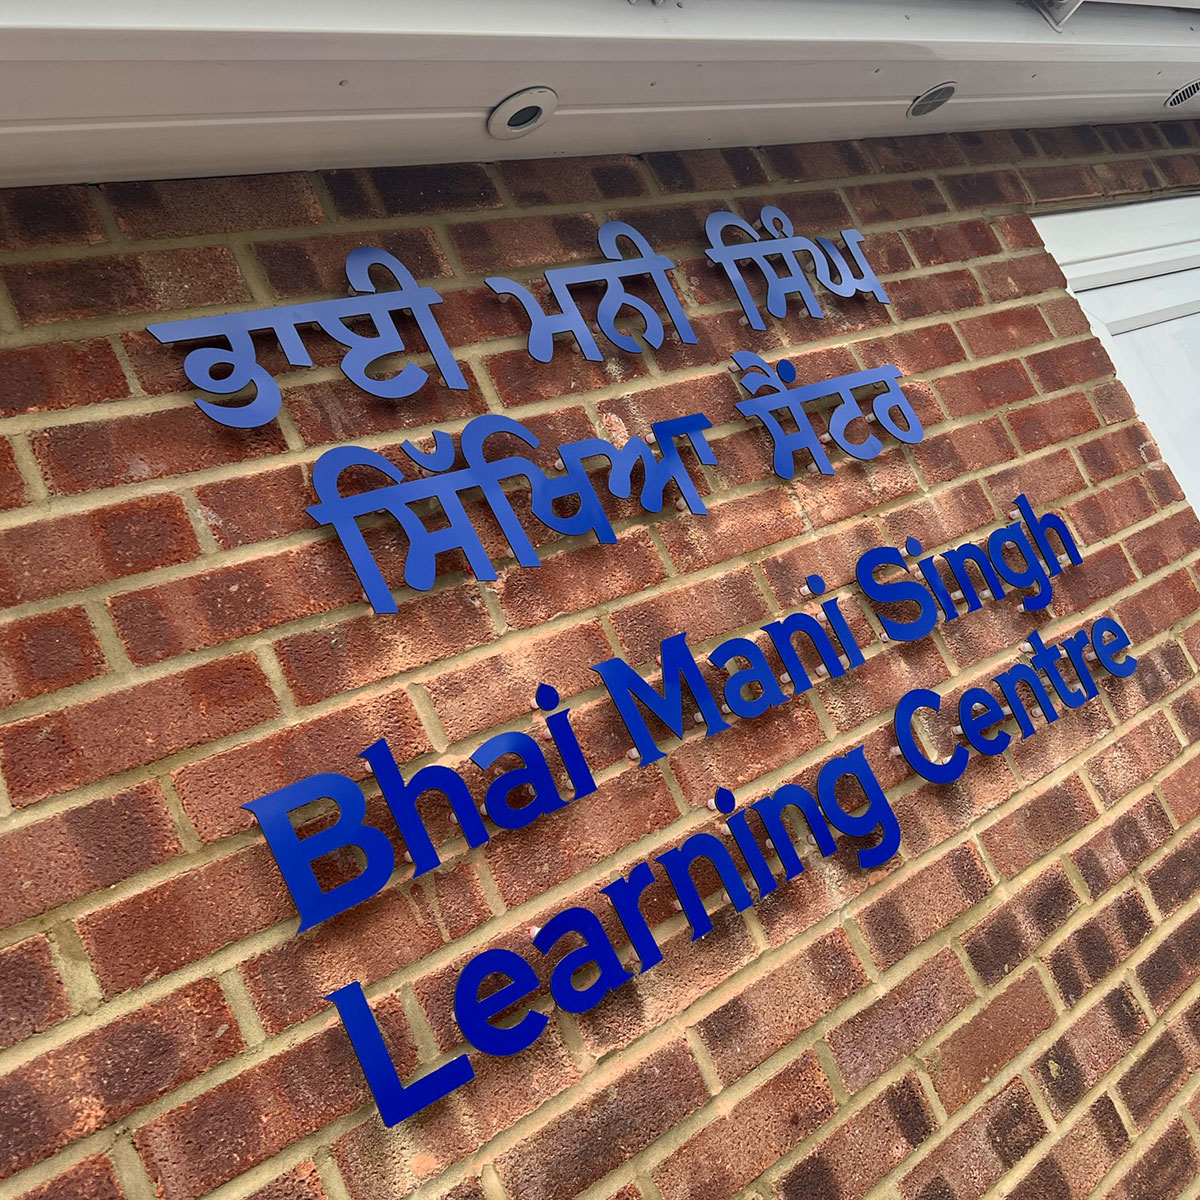 ਭਾਈ ਮਨੀ ਸਿੰਘ
ਸਿੱਖਿਆ ਸੈਂਟਰ
Bhai Mani Singh
Learning Centre